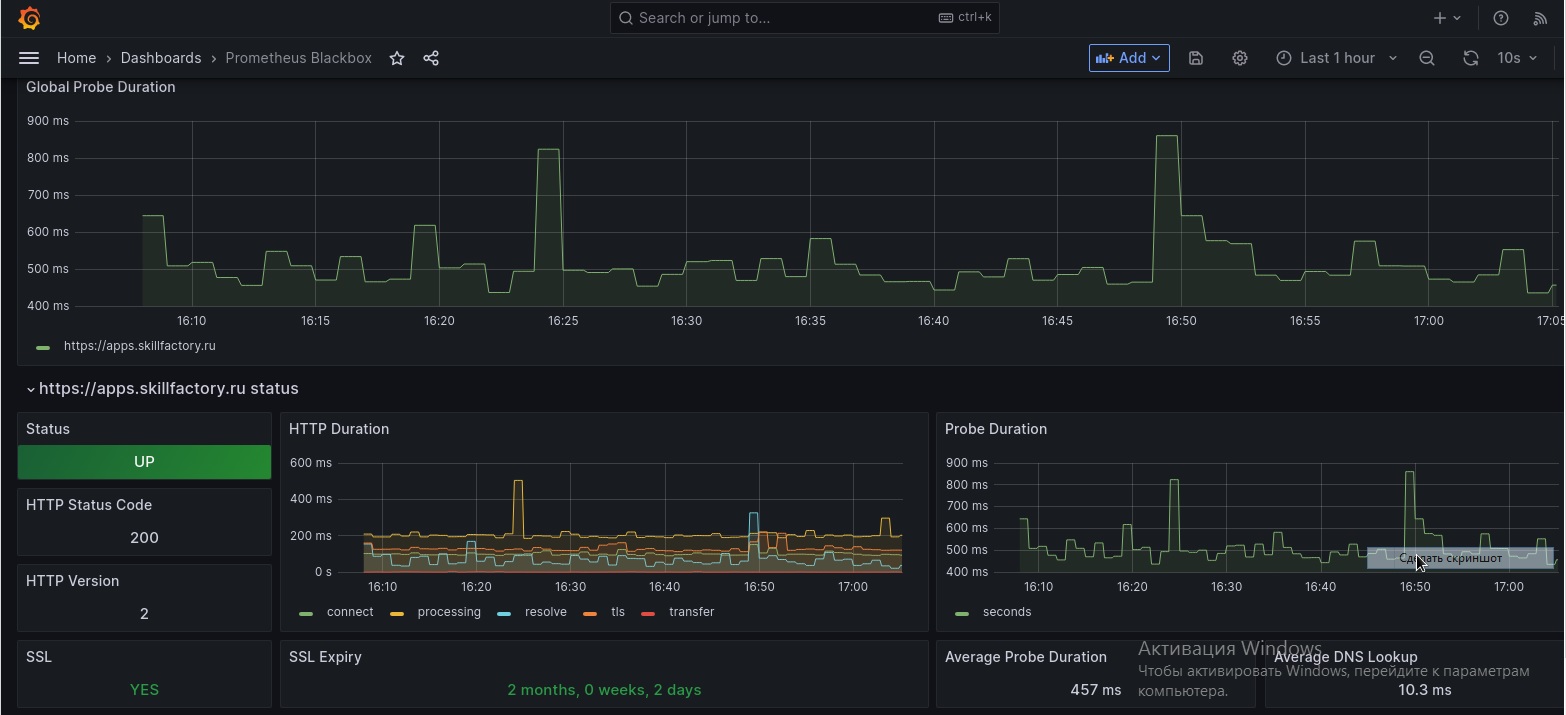 Search or jump to... ctrl+k
Home › Dashboards › Prometheus Blackbox Add Last 1 hour 10s
Global Probe Duration
900 ms
800 ms
700 ms
600 ms
500 ms
400 ms
16:10 16:15 16:20 16:25 16:30 16:35 16:40 16:45 16:50 16:55 17:00 17:05
https://apps.skillfactory.ru
https://apps.skillfactory.ru status
Status
UP
HTTP Status Code
200
HTTP Version
2
HTTP Duration
600 ms
400 ms
200 ms
0 s
16:10 16:20 16:30 16:40 16:50 17:00
connect processing resolve tls transfer
Probe Duration
900 ms
800 ms
700 ms
600 ms
500 ms
400 ms
Сделать скриншот
16:10 16:20 16:30 16:40 16:50 17:00
seconds
SSL
YES
SSL Expiry
2 months, 0 weeks, 2 days
Average Probe Duration
457 ms
Average DNS Lookup
10.3 ms
Активация Windows
Чтобы активировать Windows, перейдите к параметрам
компьютера.